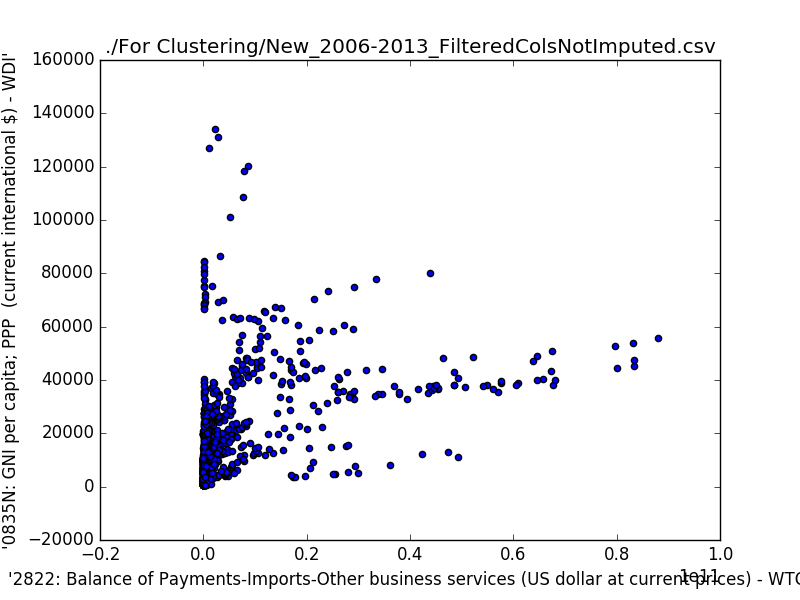 ./For Clustering/New_2006-2013_FilteredColsNotImputed.csv
'0835N: GNI per capita; PPP  (current international $) - WDI'
160000
140000
120000
100000
80000
60000
40000
20000
0
−20000
−0.2 0.0 0.2 0.4 0.6 0.8 1.0
1e11
'2822: Balance of Payments-Imports-Other business services (US dollar at current prices) - WTO